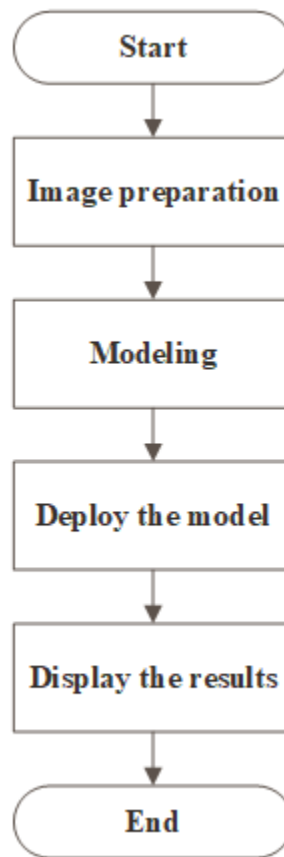 Start
Image preparation
Modeling
Deploy the model
Display the results
End